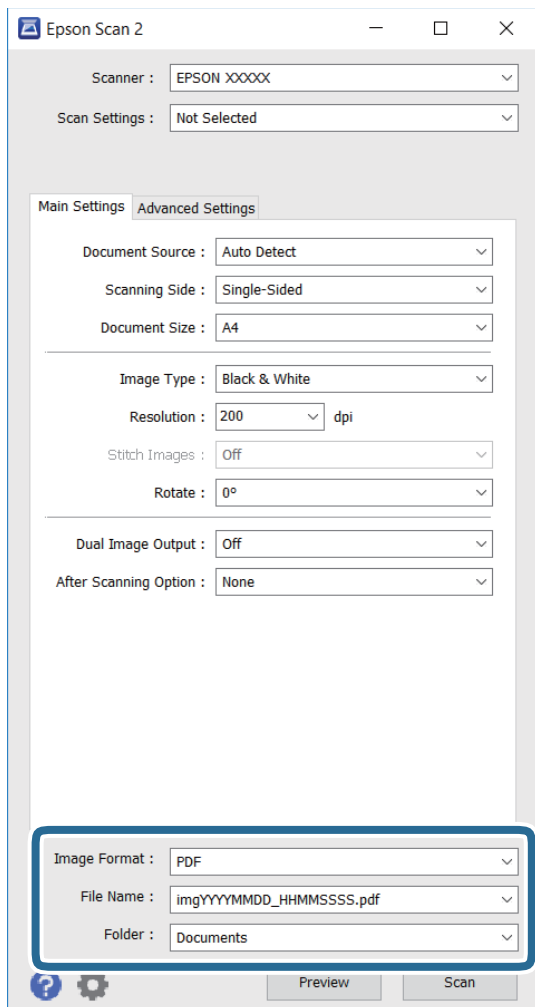 Epson Scan 2
Scanner : EPSON XXXXX
Scan Settings : Not Selected
Main Settings Advanced Settings
Document Source : Auto Detect
Scanning Side : Single-Sided
Document Size : A4
Image Type : Black & White
Resolution : 200 dpi
Stitch Images : Off
Rotate : 0°
Dual Image Output : Off
After Scanning Option : None
Image Format : PDF
File Name : imgYYYYMMDD_HHMMSSSS.pdf
Folder : Documents
? Preview Scan